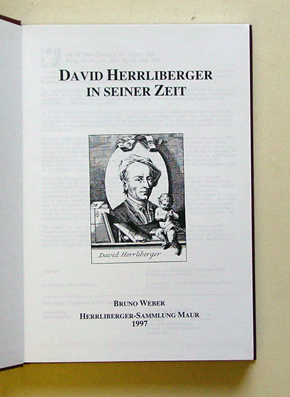 DAVID HERRLIBERGER
IN SEINER ZEIT
David Herrliberger
BRUNO WEBER
HERRLIBERGER-SAMMLUNG MAUR
1997